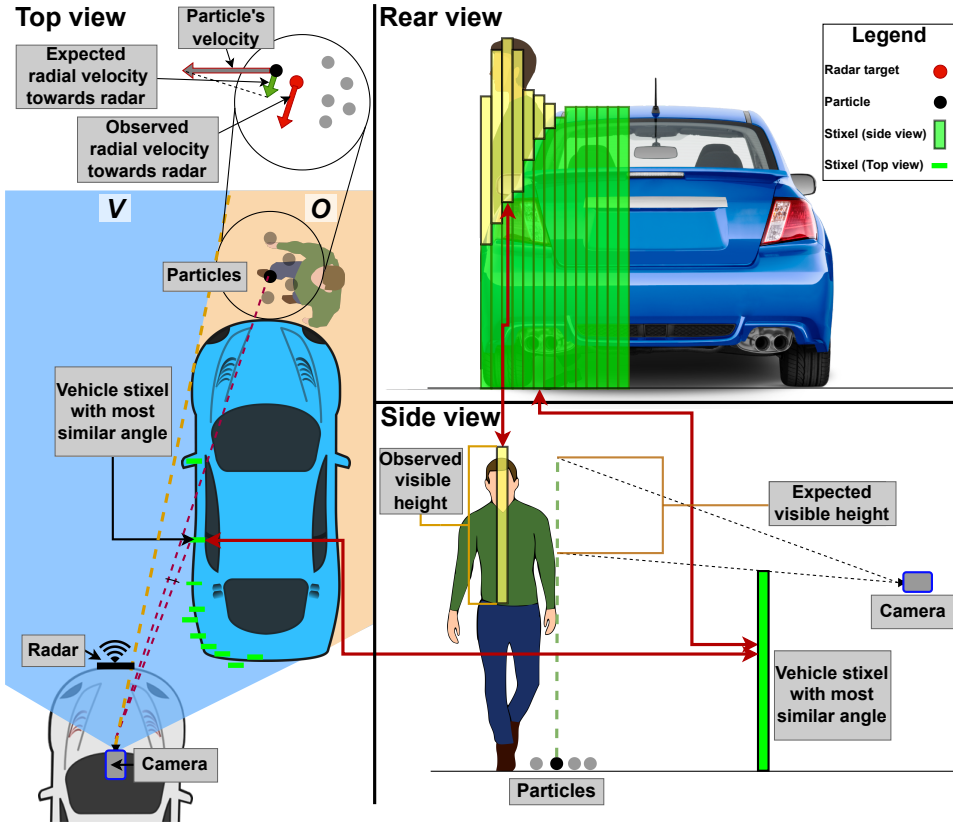 Top view
Particle's
velocity
Expected
radial velocity
towards radar
Observed
radial velocity
towards radar
V
O
Particles
Vehicle stixel
with most
similar angle
Radar
Camera
Rear view
Legend
Radar target
Particle
Stixel (side view)
Stixel (Top view)
Side view
Observed
visible
height
Expected
visible height
Camera
Vehicle stixel
with most
similar angle
Particles